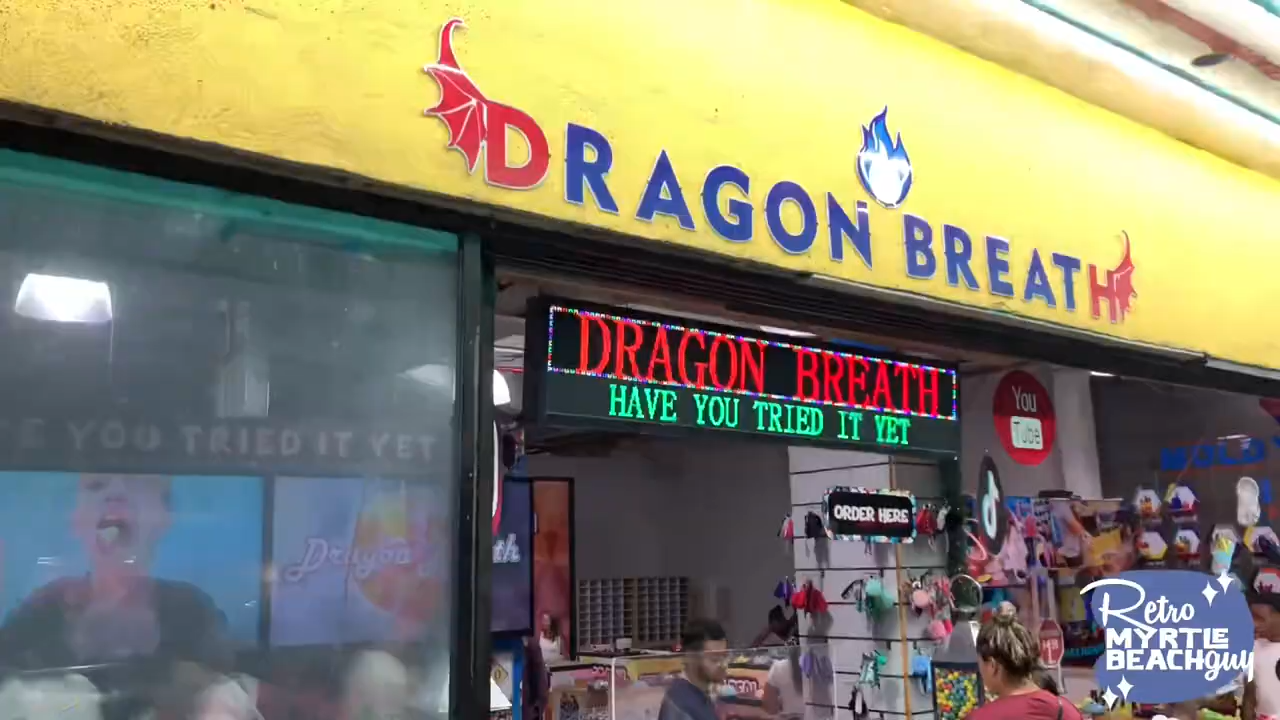 DRAGON BREATH
DRAGON BREATH
HAVE YOU TRIED IT YET
YOU TRIED IT YET
You
Tube
ORDER HERE
Dragon
Retro
MYRTLE
BEACHguy